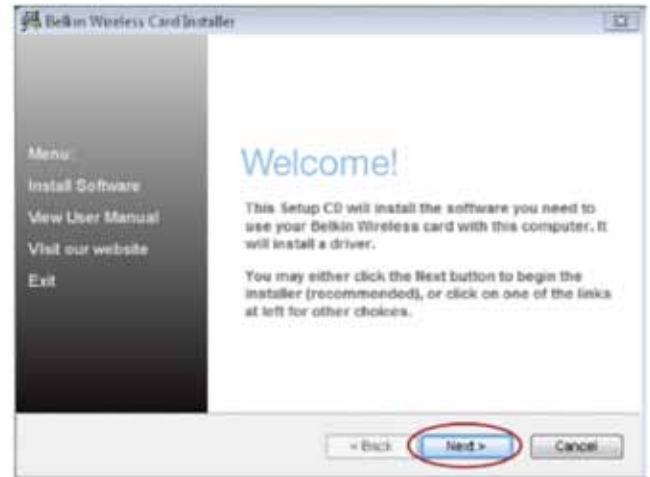 Belkin Wireless Card Installer
Menu:
Install Software
View User Manual
Visit our website
Exit
Welcome!
This Setup CD will install the software you need to
use your Belkin Wireless card with this computer. It
will install a driver.
You may either click the Next button to begin the
installer (recommended), or click on one of the links
at left for other choices.
< Back
Next >
Cancel